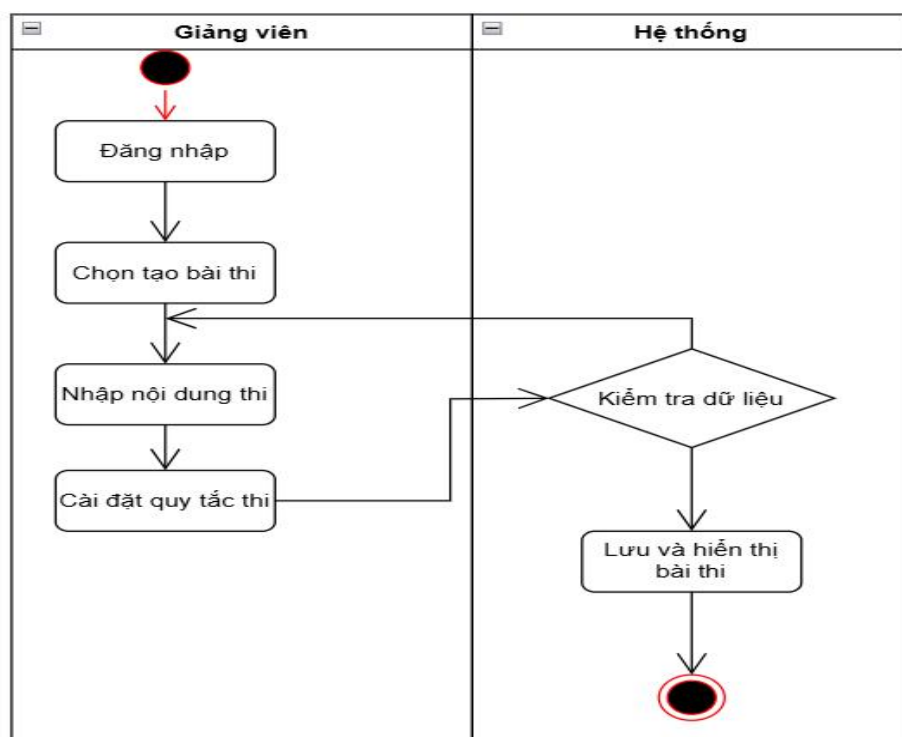 Giảng viên
Hệ thống
Đăng nhập
Chọn tạo bài thi
Nhập nội dung thi
Kiểm tra dữ liệu
Cài đặt quy tắc thi
Lưu và hiển thị
bài thi